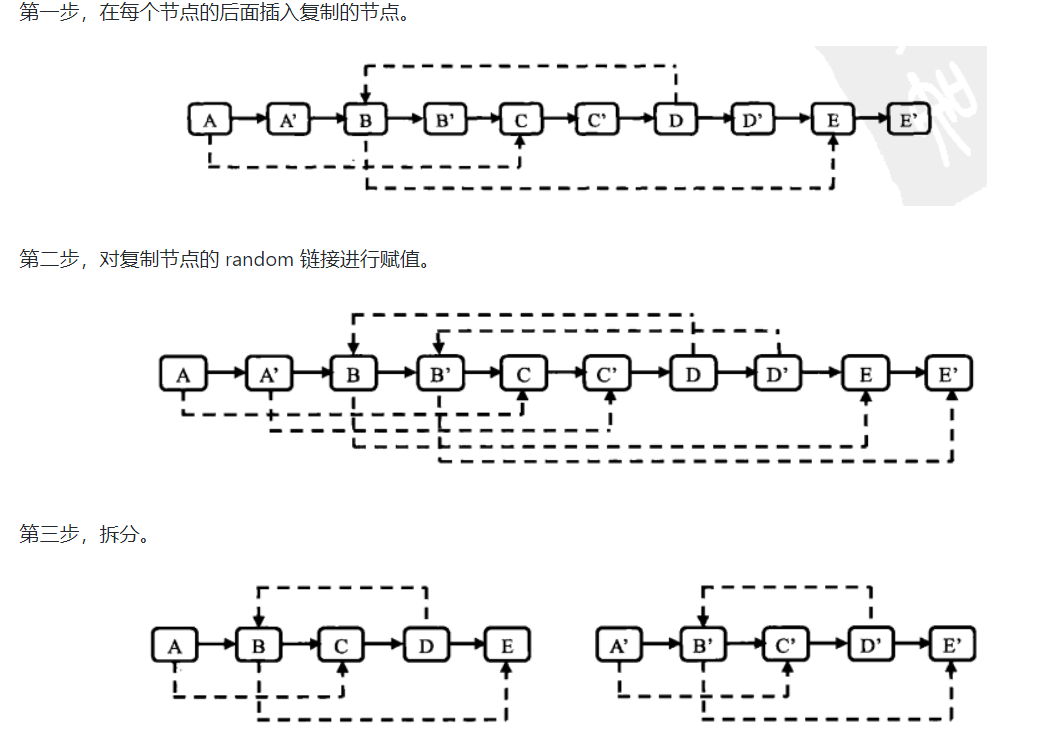 第一步，在每个节点的后面插入复制的节点。
A A' B B' C C' D D' E E'
第二步，对复制节点的 random 链接进行赋值。
A A' B B' C C' D D' E E'
第三步，拆分。
A B C D E A' B' C' D' E'